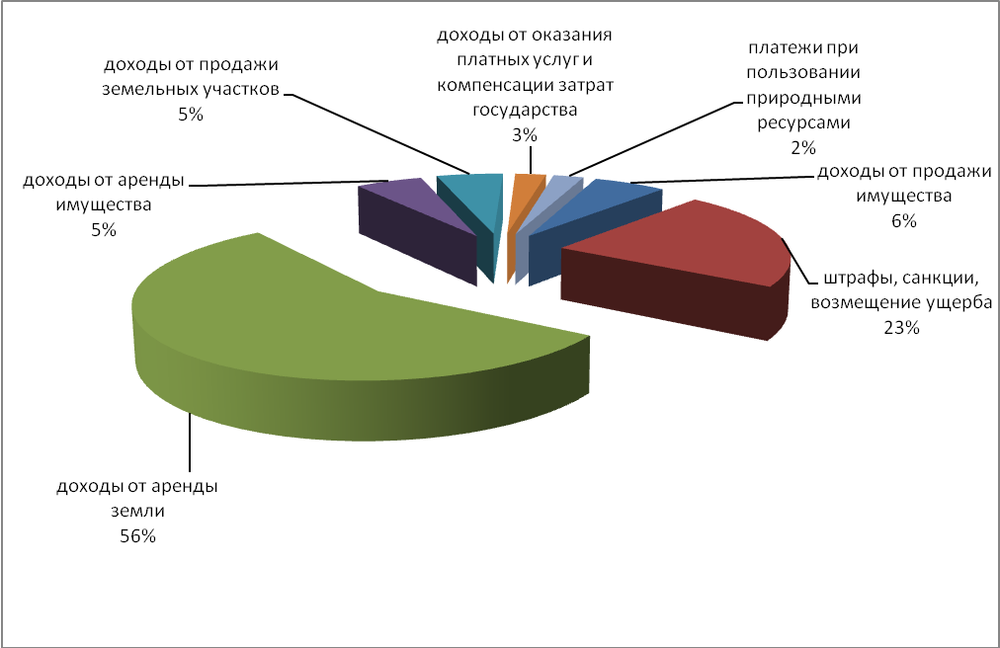 доходы от оказания
платных услуг и
компенсации затрат
государства
3%
платежи при
пользовании
природными
ресурсами
2%
доходы от продажи
земельных участков
5%
доходы от продажи
имущества
6%
доходы от аренды
имущества
5%
штрафы, санкции,
возмещение ущерба
23%
доходы от аренды
земли
56%